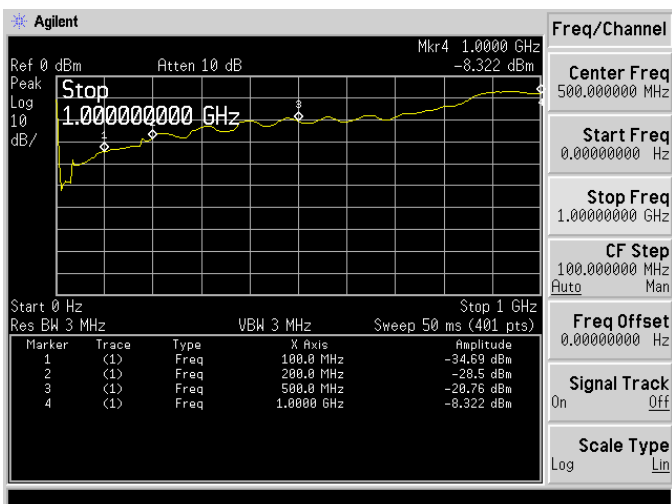 Agilent
Freq/Channel
Mkr4 1.0000 GHz
Ref 0 dBm Atten 10 dB -8.322 dBm
Peak
Log
10
dB/
Stop
1.000000000 GHz
1
2
3
4
Start 0 Hz Stop 1 GHz
Res BW 3 MHz VBW 3 MHz Sweep 50 ms (401 pts)
Marker Trace Type X Axis Amplitude
1 (1) Freq 100.0 MHz -34.69 dBm
2 (1) Freq 200.0 MHz -28.5 dBm
3 (1) Freq 500.0 MHz -20.76 dBm
4 (1) Freq 1.0000 GHz -8.322 dBm
Center Freq
500.000000 MHz
Start Freq
0.00000000 Hz
Stop Freq
1.00000000 GHz
CF Step
100.000000 MHz
Auto Man
Freq Offset
0.00000000 Hz
Signal Track
On Off
Scale Type
Log Lin